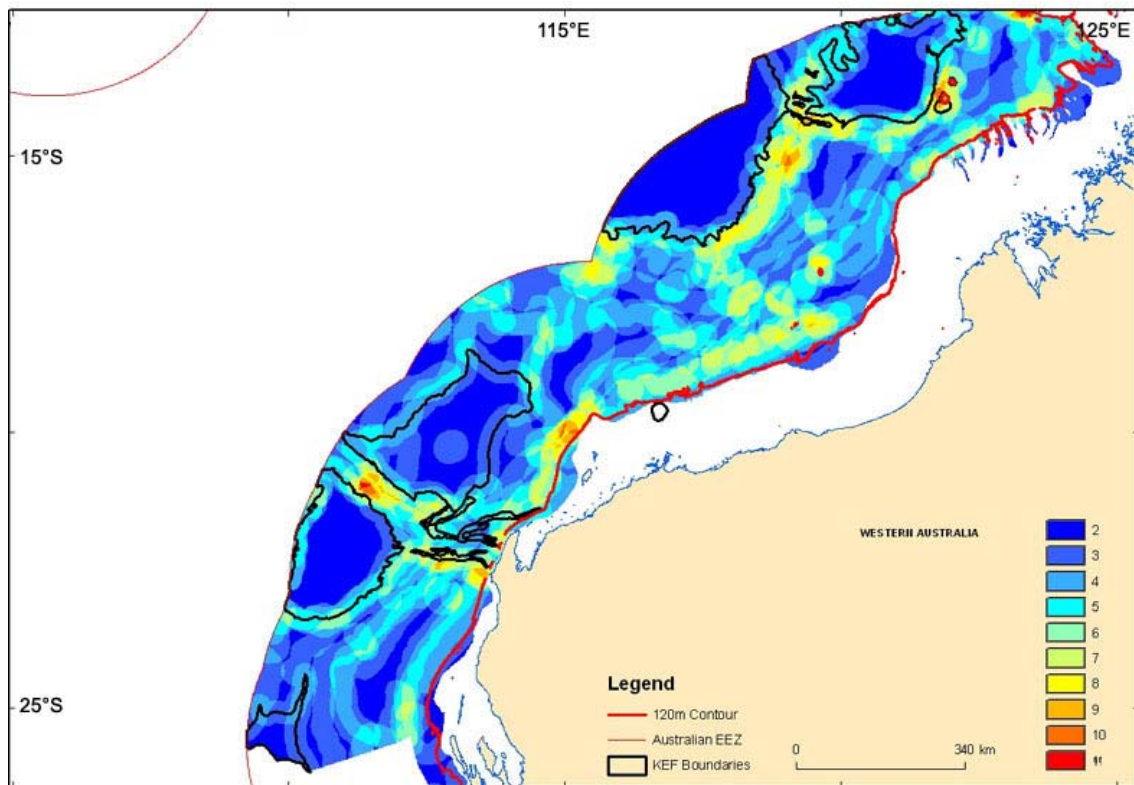 115°E
125°E
15°S
WESTERN AUSTRALIA
2
3
4
5
6
7
8
9
10
11
25°S
Legend
120m Contour
Australian EEZ
KEF Boundaries
0
340 km